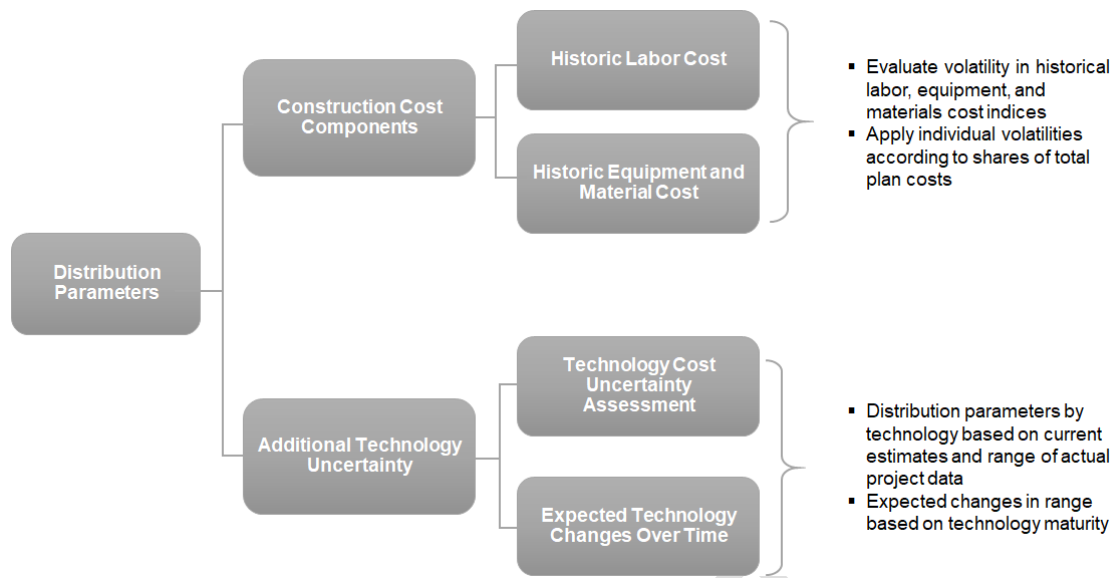 Distribution
Parameters
Construction Cost
Components
Historic Labor Cost
Historic Equipment and
Material Cost
▪ Evaluate volatility in historical
labor, equipment, and
materials cost indices
▪ Apply individual volatilities
according to shares of total
plan costs
Additional Technology
Uncertainty
Technology Cost
Uncertainty
Assessment
Expected Technology
Changes Over Time
▪ Distribution parameters by
technology based on current
estimates and range of actual
project data
▪ Expected changes in range
based on technology maturity